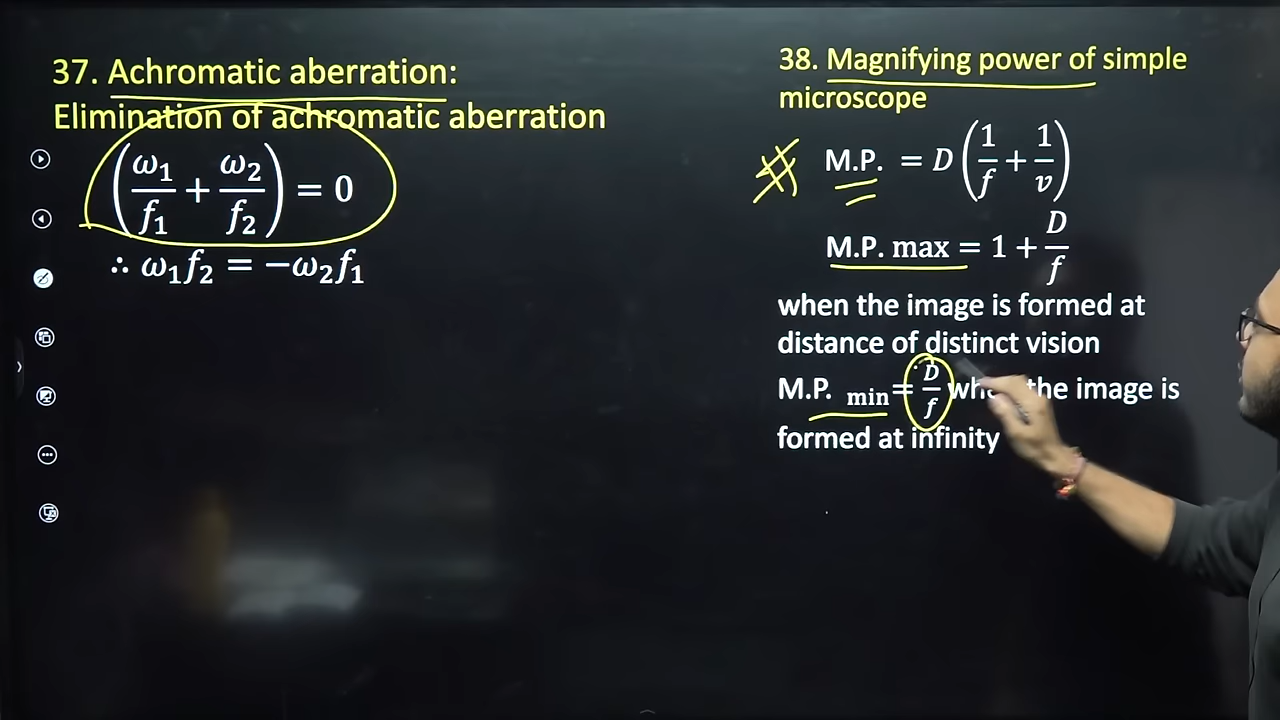 37. Achromatic aberration:
Elimination of achromatic aberration
(ω₁/f₁ + ω₂/f₂) = 0
∴ ω₁f₂ = −ω₂f₁
38. Magnifying power of simple
microscope
M.P. = D(1/f + 1/v)
M.P. max = 1 + D/f
when the image is formed at
distance of distinct vision
M.P. min = D/f the image is
formed at infinity